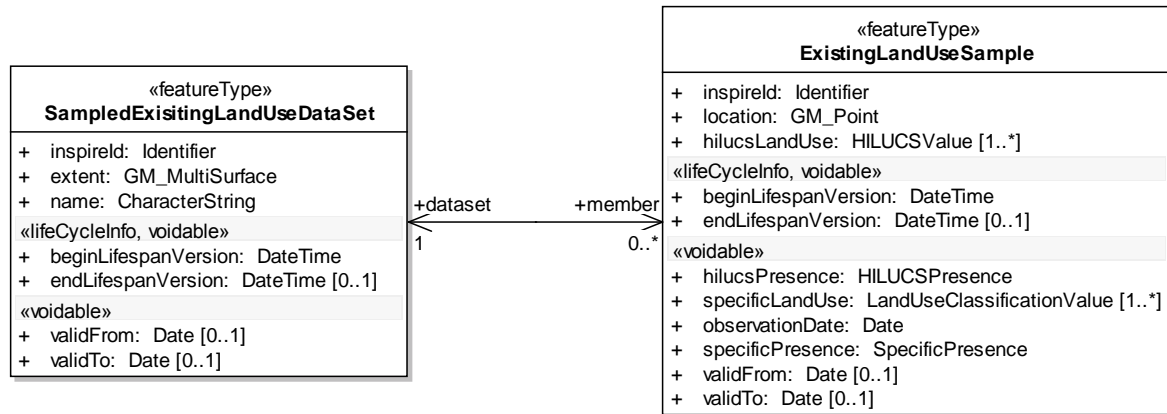 «featureType»
SampledExisitingLandUseDataSet
+ inspireId: Identifier
+ extent: GM_MultiSurface
+ name: CharacterString
«lifeCycleInfo, voidable»
+ beginLifespanVersion: DateTime
+ endLifespanVersion: DateTime [0..1]
«voidable»
+ validFrom: Date [0..1]
+ validTo: Date [0..1]
+dataset
1
+member
0..*
«featureType»
ExistingLandUseSample
+ inspireId: Identifier
+ location: GM_Point
+ hilucsLandUse: HILUCSValue [1..*]
«lifeCycleInfo, voidable»
+ beginLifespanVersion: DateTime
+ endLifespanVersion: DateTime [0..1]
«voidable»
+ hilucsPresence: HILUCSPresence
+ specificLandUse: LandUseClassificationValue [1..*]
+ observationDate: Date
+ specificPresence: SpecificPresence
+ validFrom: Date [0..1]
+ validTo: Date [0..1]